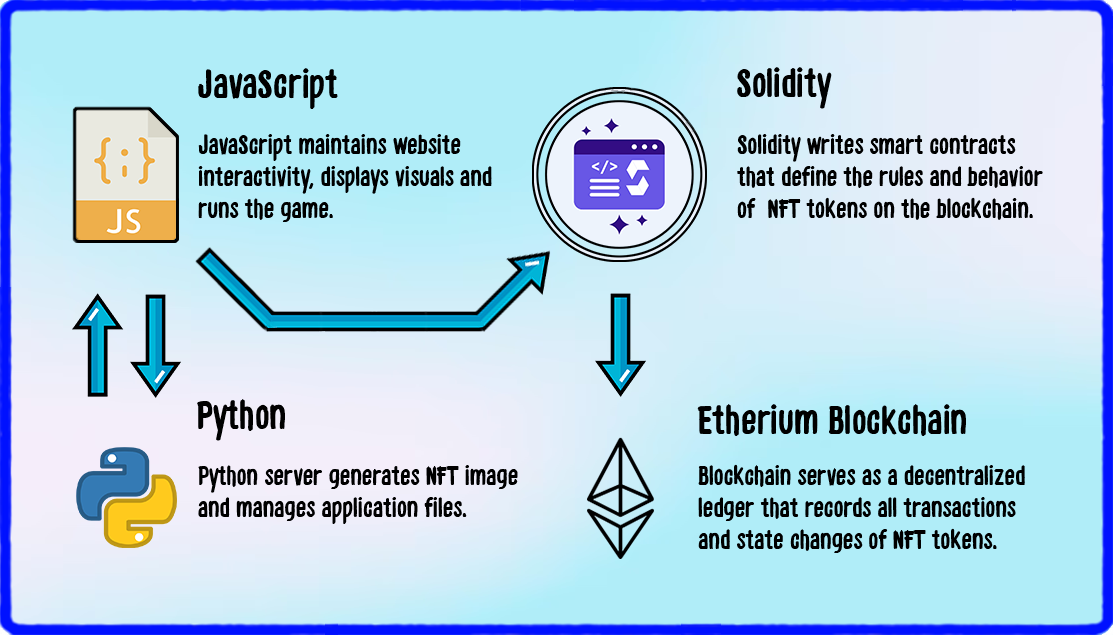 JavaScript
JavaScript maintains website
interactivity, displays visuals and
runs the game.
{;}
JS
Solidity
Solidity writes smart contracts
that define the rules and behavior
of NFT tokens on the blockchain.
</>
Python
Python server generates NFT image
and manages application files.
Etherium Blockchain
Blockchain serves as a decentralized
ledger that records all transactions
and state changes of NFT tokens.